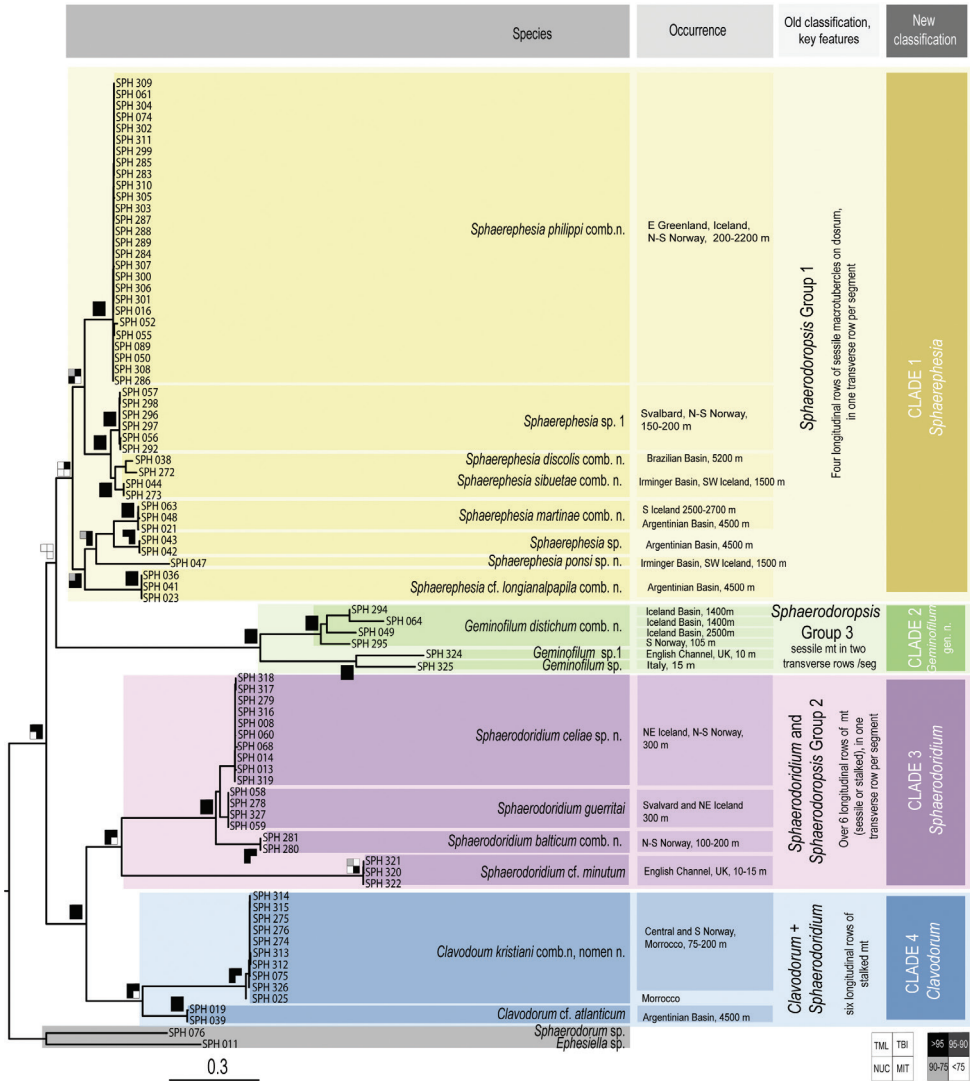 Species
Occurrence
Old classification,
key features
New
classification
SPH 309
SPH 061
SPH 304
SPH 074
SPH 302
SPH 311
SPH 299
SPH 285
SPH 283
SPH 310
SPH 305
SPH 303
SPH 287
SPH 288
SPH 289
SPH 284
SPH 307
SPH 300
SPH 306
SPH 301
SPH 016
SPH 052
SPH 055
SPH 089
SPH 050
SPH 308
SPH 286
Sphaerephesia philippi comb.n.
E Greenland, Iceland,
N-S Norway, 200-2200 m
SPH 057
SPH 298
SPH 296
SPH 297
SPH 056
SPH 292
Sphaerephesia sp. 1
Svalbard, N-S Norway,
150-200 m
SPH 038
SPH 272
Sphaerephesia discolis comb. n.
Brazilian Basin, 5200 m
SPH 044
SPH 273
Sphaerephesia sibuetae comb. n.
Irminger Basin, SW Iceland, 1500 m
SPH 063
SPH 048
SPH 021
Sphaerephesia martinae comb. n.
S Iceland 2500-2700 m
Argentinian Basin, 4500 m
SPH 043
SPH 042
Sphaerephesia sp.
Argentinian Basin, 4500 m
SPH 047
Sphaerephesia ponsi sp. n.
Irminger Basin, SW Iceland, 1500 m
SPH 036
SPH 041
SPH 023
Sphaerephesia cf. longianalpapila comb. n.
Argentinian Basin, 4500 m
Sphaerodoropsis Group 1
Four longitudinal rows of sessile macrotubercles on dosrum,
in one transverse row per segment
CLADE 1
Sphaerephesia
SPH 294
SPH 064
SPH 049
SPH 295
Geminofilum distichum comb. n.
Iceland Basin, 1400m
Iceland Basin, 1400m
Iceland Basin, 2500m
S Norway, 105 m
SPH 324
Geminofilum sp.1
English Channel, UK, 10 m
SPH 325
Geminofilum sp.
Italy, 15 m
Sphaerodoropsis
Group 3
sessile mt in two
transverse rows /seg
CLADE 2
Geminofilum
gen. n.
SPH 318
SPH 317
SPH 279
SPH 316
SPH 008
SPH 060
SPH 068
SPH 014
SPH 013
SPH 319
Sphaerodoridium celiae sp. n.
NE Iceland, N-S Norway,
300 m
SPH 058
SPH 278
SPH 327
SPH 059
Sphaerodoridium guerritai
Svalvard and NE Iceland
300 m
SPH 281
SPH 280
Sphaerodoridium balticum comb. n.
N-S Norway, 100-200 m
SPH 321
SPH 320
SPH 322
Sphaerodoridium cf. minutum
English Channel, UK, 10-15 m
Sphaerodoridium and
Sphaerodoropsis Group 2
Over 6 longitudinal rows of mt
(sessile or stalked), in one
transverse row per segment
CLADE 3
Sphaerodoridium
SPH 314
SPH 315
SPH 275
SPH 276
SPH 274
SPH 313
SPH 312
SPH 075
SPH 326
SPH 025
Clavodoum kristiani comb.n, nomen n.
Central and S Norway,
Morrocco, 75-200 m
Morrocco
SPH 019
SPH 039
Clavodorum cf. atlanticum
Argentinian Basin, 4500 m
Clavodorum +
Sphaerodoridium
six longitudinal rows of
stalked mt
CLADE 4
Clavodorum
SPH 076
Sphaerodorum sp.
SPH 011
Ephesiella sp.
0.3
TML TBI
NUC MIT
>95 95-90
90-75 <75